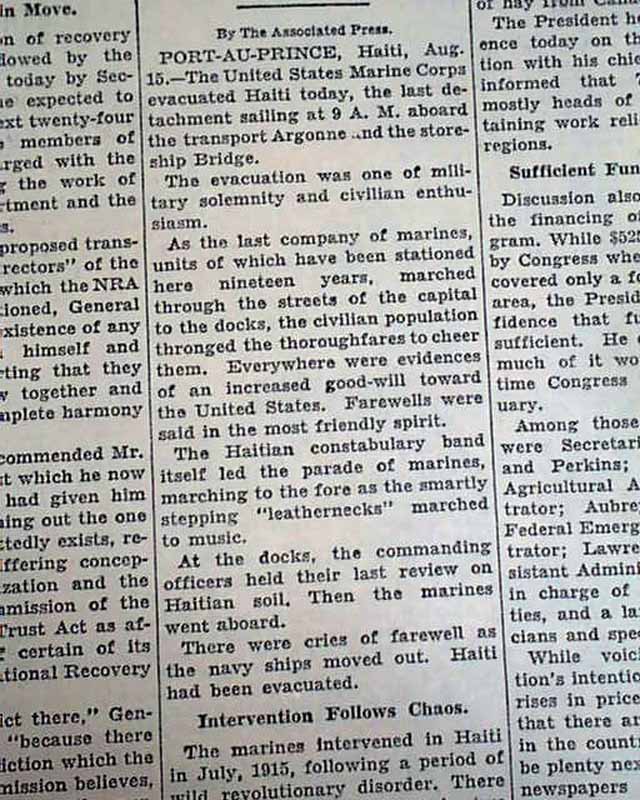 in Move.
n of recovery
lowed by the
today by Sec-
e expected to
ext twenty-four
members of
rged with the
the work of
rtment and the
s.
proposed trans-
rectors" of the
which the NRA
ioned, General
xistence of any
himself and
ting that they
together and
mplete harmony
commended Mr.
t which he now
had given him
ing out the one
ctedly exists, re-
iffering concep-
zation and the
mmission of the
Trust Act as af-
certain of its
tional Recovery
ict there," Gen-
"because there
iction which the
mission believes,
By The Associated Press.
PORT-AU-PRINCE, Haiti, Aug.
15.—The United States Marine Corps
evacuated Haiti today, the last de-
tachment sailing at 9 A. M. aboard
the transport Argonne and the store-
ship Bridge.
The evacuation was one of mili-
tary solemnity and civilian enthu-
siasm.
As the last company of marines,
units of which have been stationed
here nineteen years, marched
through the streets of the capital
to the docks, the civilian population
thronged the thoroughfares to cheer
them. Everywhere were evidences
of an increased good-will toward
the United States. Farewells were
said in the most friendly spirit.
The Haitian constabulary band
itself led the parade of marines,
marching to the fore as the smartly
stepping "leathernecks" marched
to music.
At the docks, the commanding
officers held their last review on
Haitian soil. Then the marines
went aboard.
There were cries of farewell as
the navy ships moved out. Haiti
had been evacuated.
Intervention Follows Chaos.
The marines intervened in Haiti
in July, 1915, following a period of
wild revolutionary disorder. There
of hay from Can
The President h
ence today on th
tion with his chie
informed that
mostly heads of
taining work reli
regions.
Sufficient Fun
Discussion also
the financing o
gram. While $525
by Congress whe
covered only a fo
area, the Presid
fidence that fu
sufficient. He
much of it wo
time Congress
uary.
Among those
were Secretari
and Perkins;
Agricultural A
trator; Aubre
Federal Emerg
trator; Lawre
sistant Admini
in charge of
ties, and a la
cians and spe
While voici
tion's intentio
rises in price
that there ar
in the countr
be plenty nex
newspapers